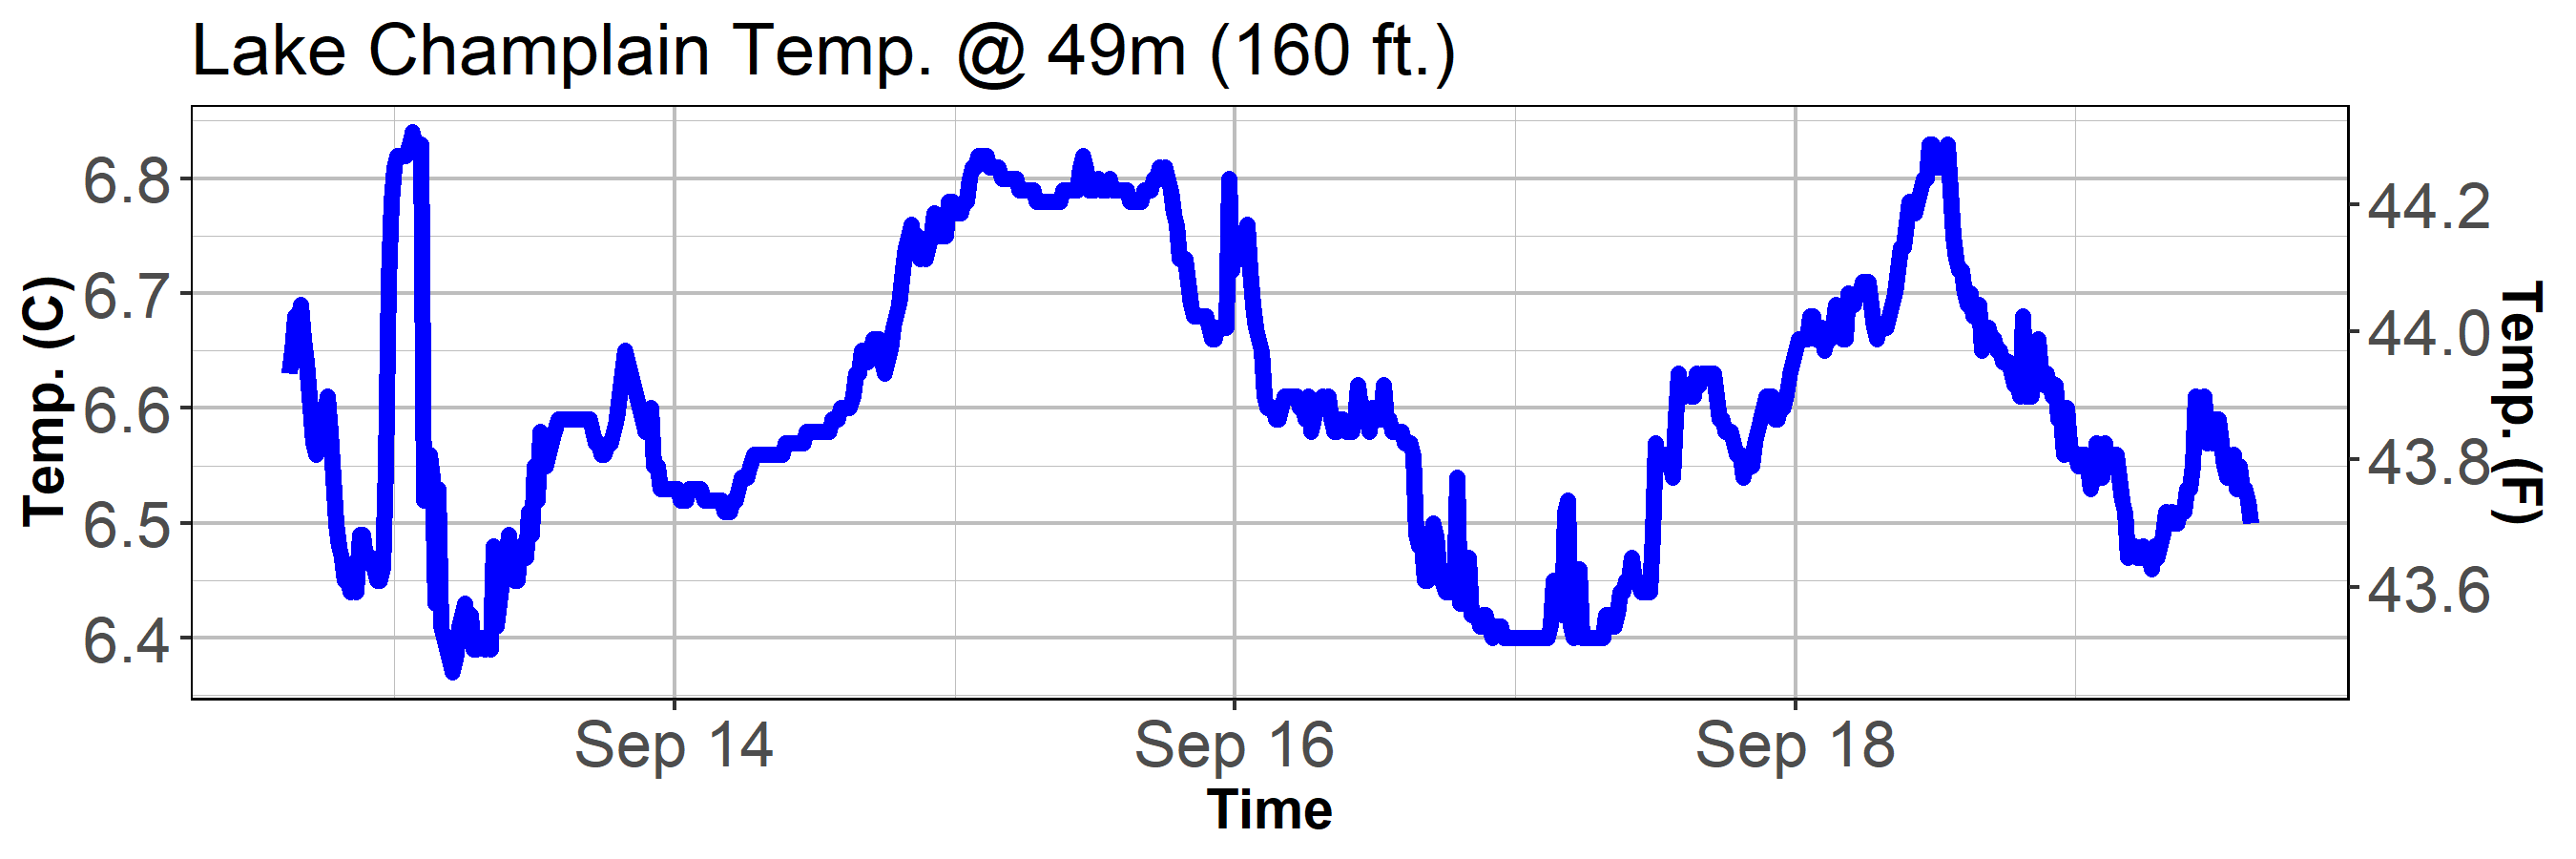 Lake Champlain Temp. @ 49m (160 ft.)
Temp. (C)
6.8
6.7
6.6
6.5
6.4
44.2
44.0
43.8
43.6
Temp. (F)
Sep 14
Sep 16
Sep 18
Time